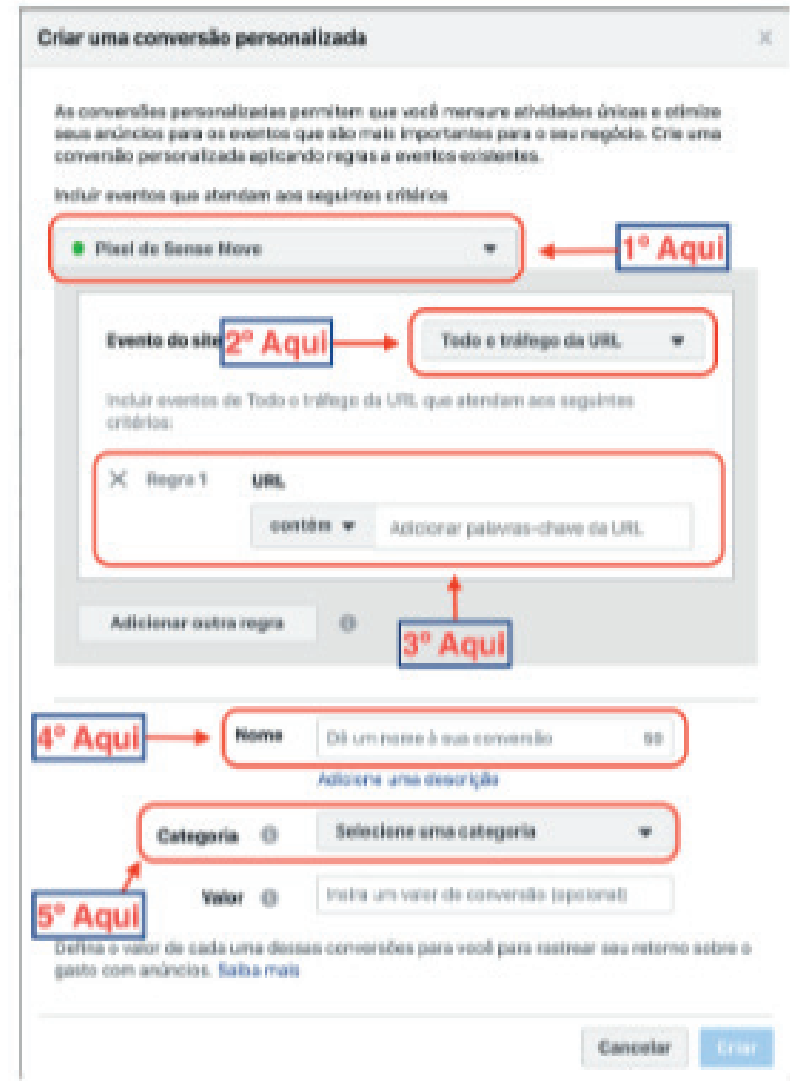 Criar uma conversão personalizada
As conversões personalizadas permitem que você mensure atividades únicas e otimize
seus anúncios para os eventos que são mais importantes para o seu negócio. Crie uma
conversão personalizada aplicando regras a eventos existentes.
Incluir eventos que atendam aos seguintes critérios
Pixel de Sense Move
1º Aqui
Evento do site
2º Aqui
Todo o tráfego da URL
Incluir eventos de Todo o tráfego da URL que atendam aos seguintes
critérios:
Regra 1 URL
contém Adicionar palavras-chave da URL
Adicionar outra regra
3º Aqui
4º Aqui
Nome Dê um nome à sua conversão 50
Adicione uma descrição
Categoria Selecione uma categoria
5º Aqui
Valor Insira um valor de conversão (opcional)
Defina o valor de cada uma dessas conversões para você para rastrear seu retorno sobre o
gasto com anúncios. Saiba mais
Cancelar Criar